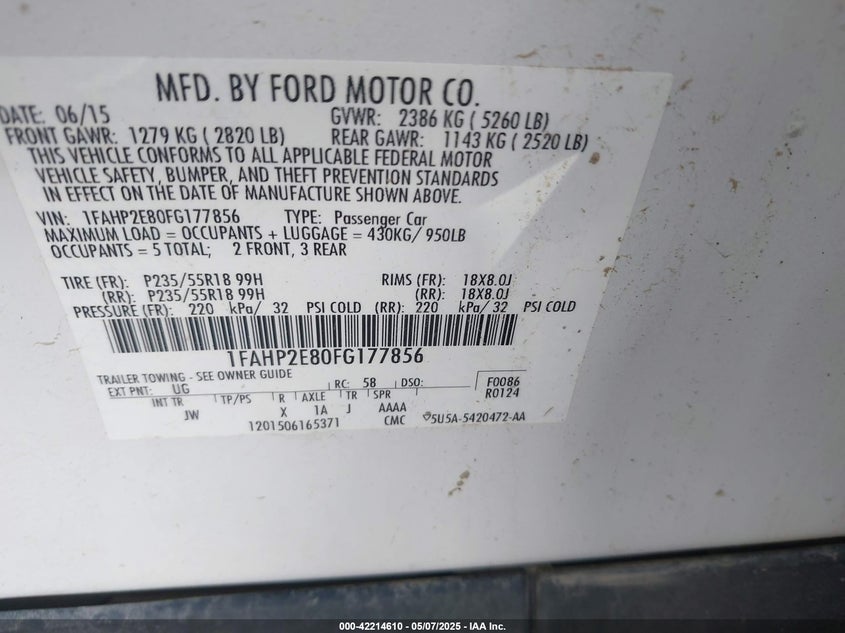 MFD. BY FORD MOTOR CO.
DATE: 06/15 GVWR: 2386 KG ( 5260 LB)
FRONT GAWR: 1279 KG ( 2820 LB) REAR GAWR: 1143 KG ( 2520 LB)
THIS VEHICLE CONFORMS TO ALL APPLICABLE FEDERAL MOTOR
VEHICLE SAFETY, BUMPER, AND THEFT PREVENTION STANDARDS
IN EFFECT ON THE DATE OF MANUFACTURE SHOWN ABOVE.
VIN: 1FAHP2E80FG177856 TYPE: Passenger Car
MAXIMUM LOAD = OCCUPANTS + LUGGAGE = 430KG/ 950LB
OCCUPANTS = 5 TOTAL; 2 FRONT, 3 REAR
TIRE (FR): P235/55R18 99H RIMS (FR): 18X8.0J
(RR): P235/55R18 99H (RR): 18X8.0J
PRESSURE (FR): 220 kPa/ 32 PSI COLD (RR): 220 kPa/ 32 PSI COLD
1FAHP2E80FG177856
TRAILER TOWING - SEE OWNER GUIDE
EXT PNT: UG RC: 58 DSO: F0086
R0124
INT TR TP/PS R AXLE TR SPR
JW X 1A J AAAA
1201506165371 CMC 5U5A-5420472-AA
000-42214610 - 05/07/2025 - IAA Inc.